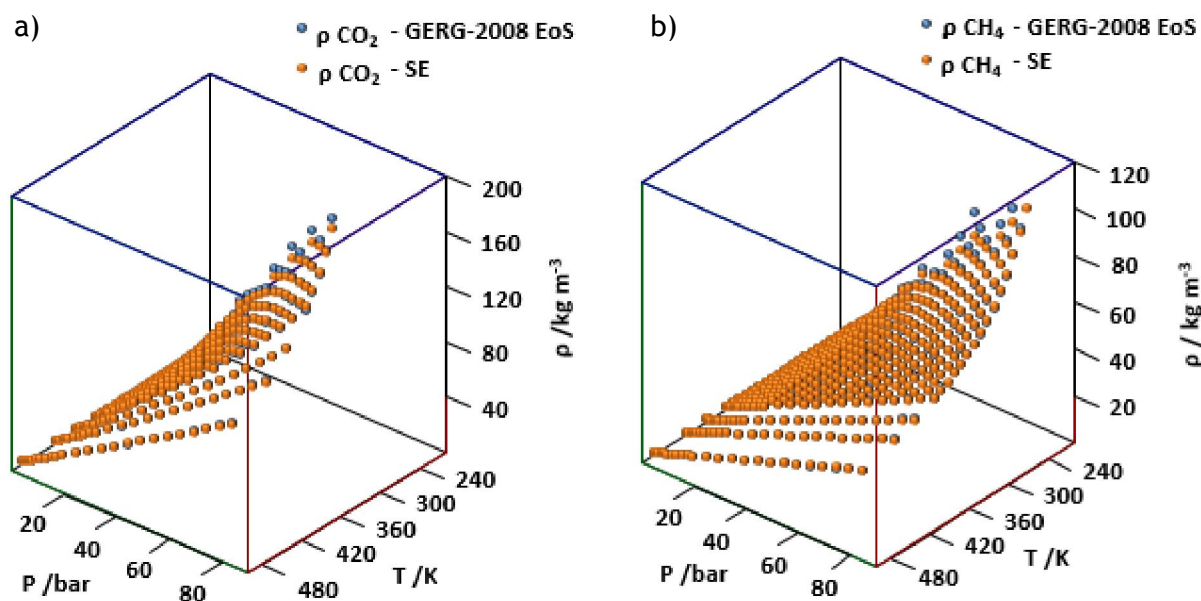 a)
ρ CO₂ - GERG-2008 EoS
ρ CO₂ - SE
200
160
120
80
40
ρ /kg m⁻³
240
300
360
420
480
T /K
20
40
60
80
P /bar
b)
ρ CH₄ - GERG-2008 EoS
ρ CH₄ - SE
120
100
80
60
40
20
ρ / kg m⁻³
240
300
360
420
480
T /K
20
40
60
80
P /bar